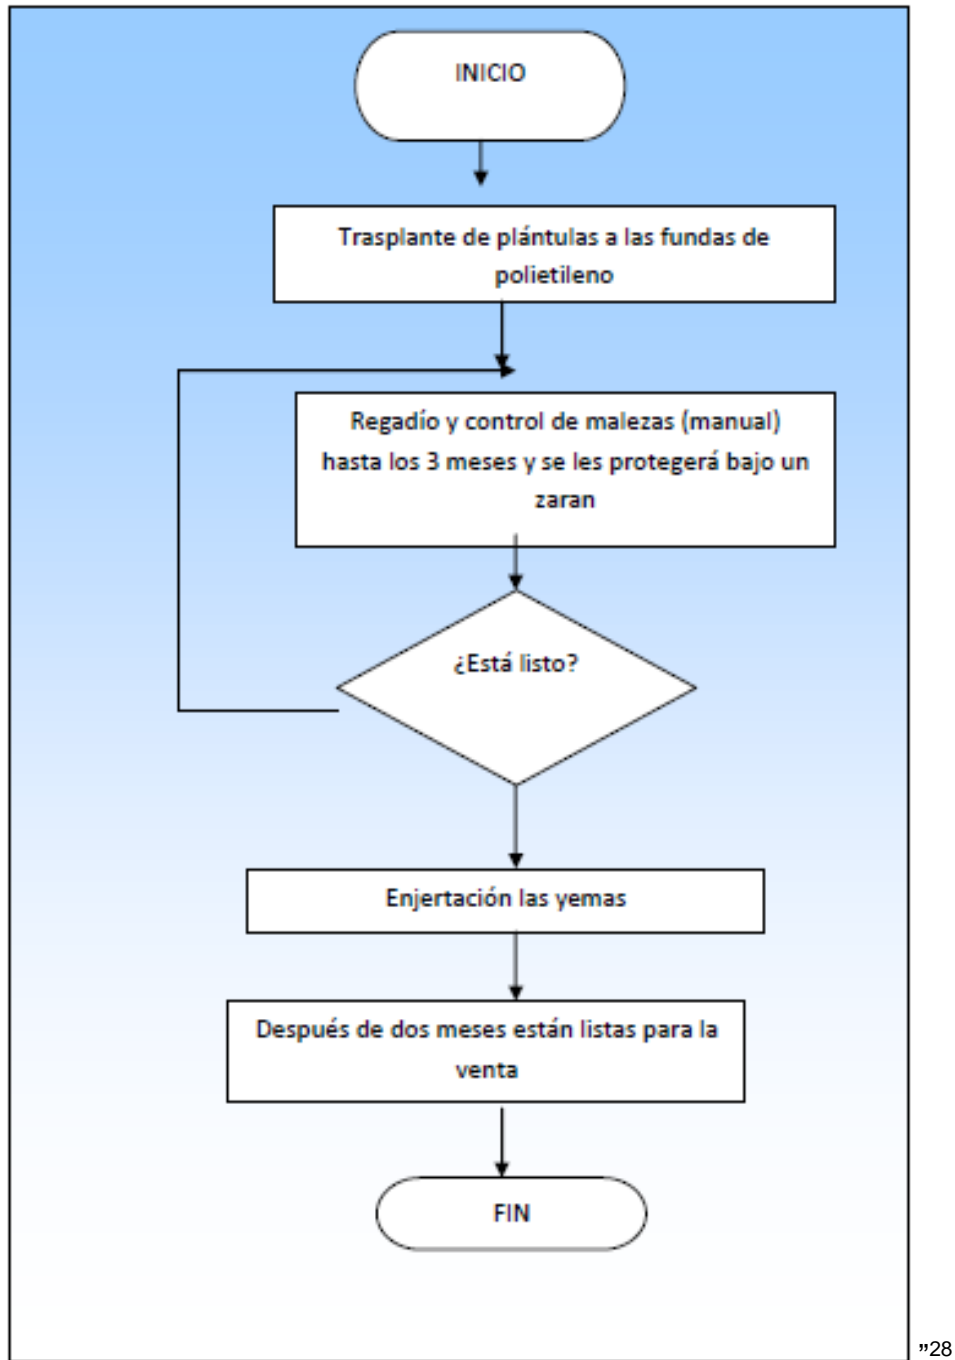 INICIO
Trasplante de plántulas a las fundas de
polietileno
Regadío y control de malezas (manual)
hasta los 3 meses y se les protegerá bajo un
zaran
¿Está listo?
Enjertación las yemas
Después de dos meses están listas para la
venta
FIN
”28